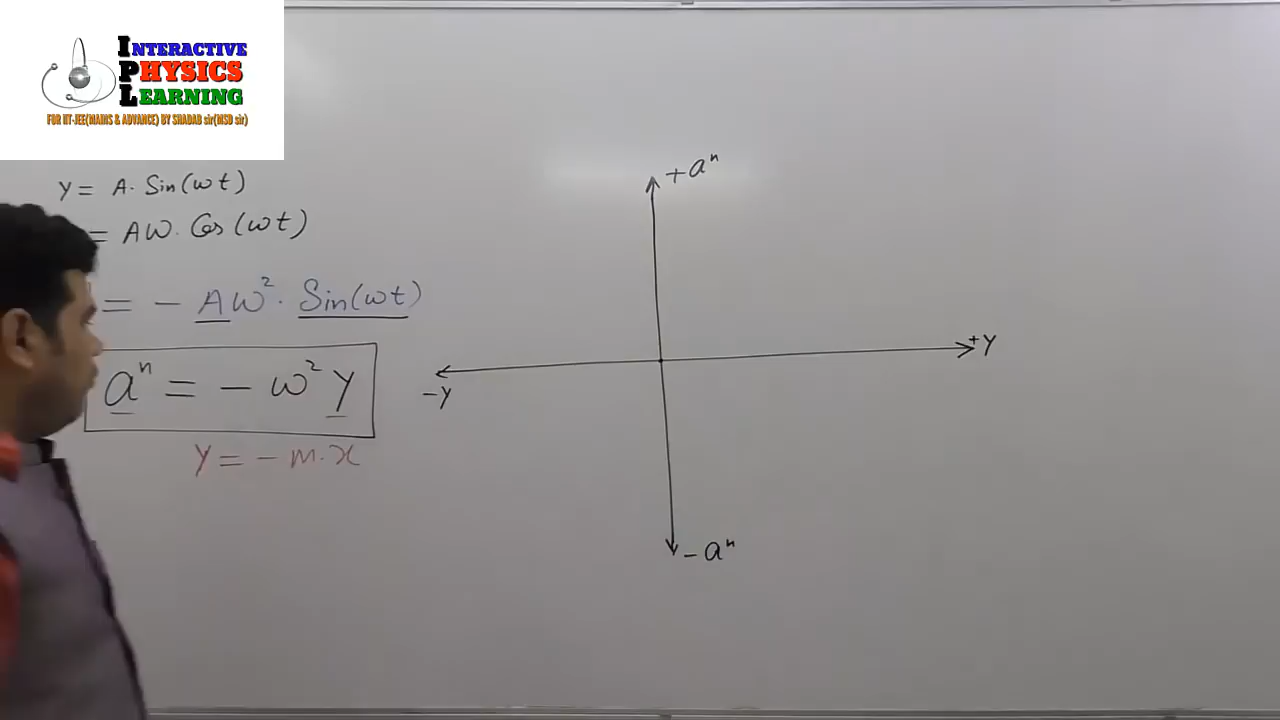 INTERACTIVE
PHYSICS
LEARNING
FOR IIT-JEE(MAINS & ADVANCE) BY SHADAB sir(MSD sir)
Y = A. Sin(ωt)
= Aω. Cos(ωt)
= - Aω². Sin(ωt)
aⁿ = - ω² y
Y = - m.x
+aⁿ
+Y
-Y
-aⁿ